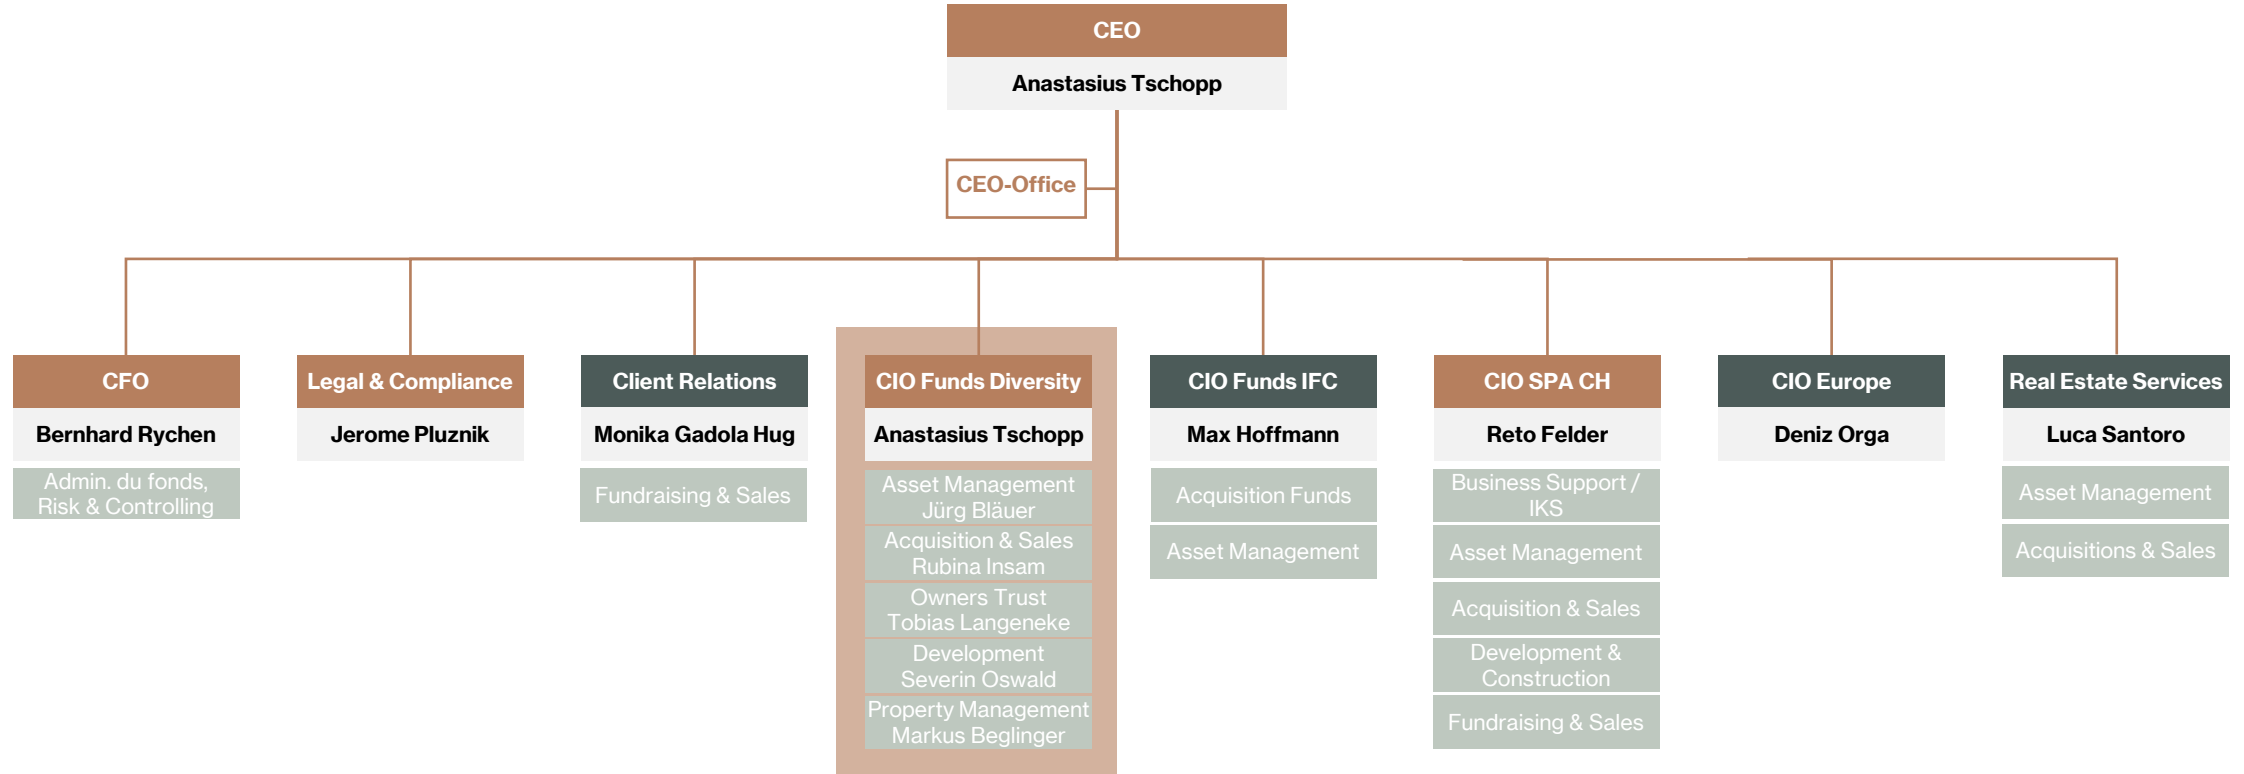 CEO
Anastasius Tschopp
CEO-Office
CFO
Bernhard Rychen
Admin. du fonds,
Risk & Controlling
Legal & Compliance
Jerome Pluznik
Client Relations
Monika Gadola Hug
Fundraising & Sales
CIO Funds Diversity
Anastasius Tschopp
Asset Management
Jürg Bläuer
Acquisition & Sales
Rubina Insam
Owners Trust
Tobias Langeneke
Development
Severin Oswald
Property Management
Markus Beglinger
CIO Funds IFC
Max Hoffmann
Acquisition Funds
Asset Management
CIO SPA CH
Reto Felder
Business Support /
IKS
Asset Management
Acquisition & Sales
Development &
Construction
Fundraising & Sales
CIO Europe
Deniz Orga
Real Estate Services
Luca Santoro
Asset Management
Acquisitions & Sales